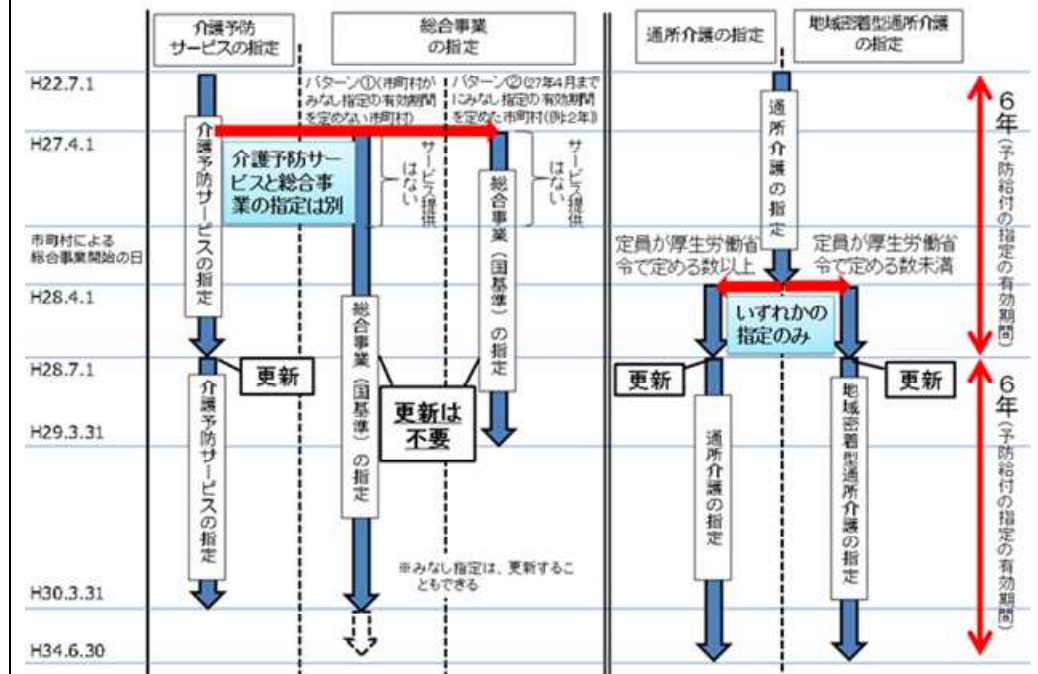 介護予防
サービスの指定
総合事業
の指定
通所介護の指定
地域密着型通所介護
の指定
H22.7.1
H27.4.1
市町村による
総合事業開始の日
H28.4.1
H28.7.1
H29.3.31
H30.3.31
H34.6.30
パターン①(市町村が
みなし指定の有効期間
を定めない市町村)
パターン②(27年4月まで
にみなし指定の有効期間
を定めた市町村(例:2年))
介護予防サービスの指定
介護予防サー
ビスと総合事
業の指定は別
サービス提供
はない
サービス提供
はない
総合事業(国基準)の指定
総合事業(国基準)の指定
更新
更新は
不要
介護予防サービスの指定
※みなし指定は、更新するこ
ともできる
通所介護の指定
定員が厚生労働省
令で定める数以上
定員が厚生労働省
令で定める数未満
いずれかの
指定のみ
更新
更新
通所介護の指定
地域密着型通所介護の指定
6年(予防給付の指定の有効期間)
6年(予防給付の指定の有効期間)